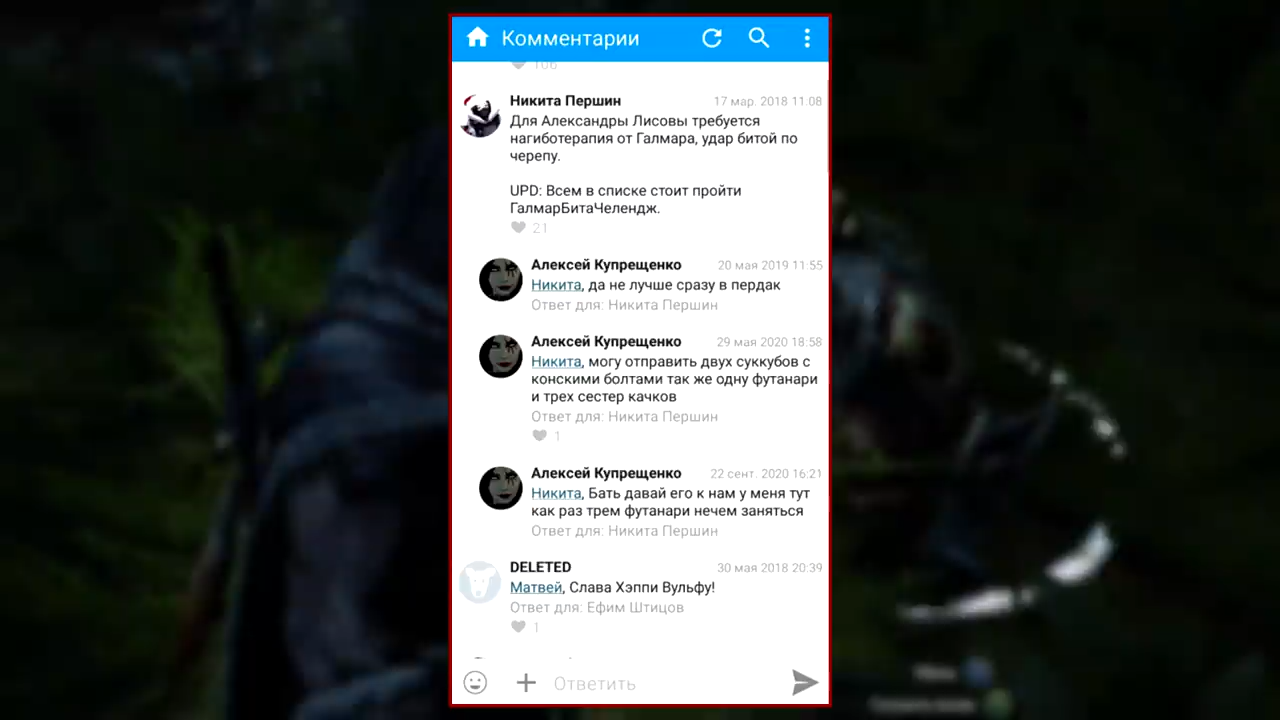 Комментарии
106
Никита Першин 17 мар. 2018 11:08
Для Александры Лисовы требуется
нагиботерапия от Галмара, удар битой по
черепу.
UPD: Всем в списке стоит пройти
ГалмарБитаЧелендж.
21
Алексей Купрещенко 20 мая 2019 11:55
Никита, да не лучше сразу в пердак
Ответ для: Никита Першин
Алексей Купрещенко 29 мая 2020 18:58
Никита, могу отправить двух суккубов с
конскими болтами так же одну футанари
и трех сестер качков
Ответ для: Никита Першин
1
Алексей Купрещенко 22 сент. 2020 16:21
Никита, Бать давай его к нам у меня тут
как раз трем футанари нечем заняться
Ответ для: Никита Першин
DELETED 30 мая 2018 20:39
Матвей, Слава Хэппи Вульфу!
Ответ для: Ефим Штицов
1
Ответить